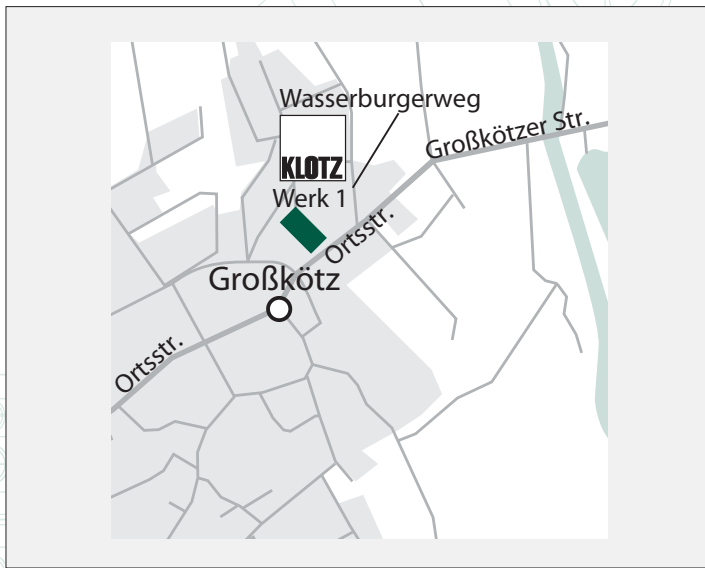 Wasserburgerweg
Großkötzer Str.
KLOTZ
Werk 1
Ortsstr.
Großkötz
Ortsstr.